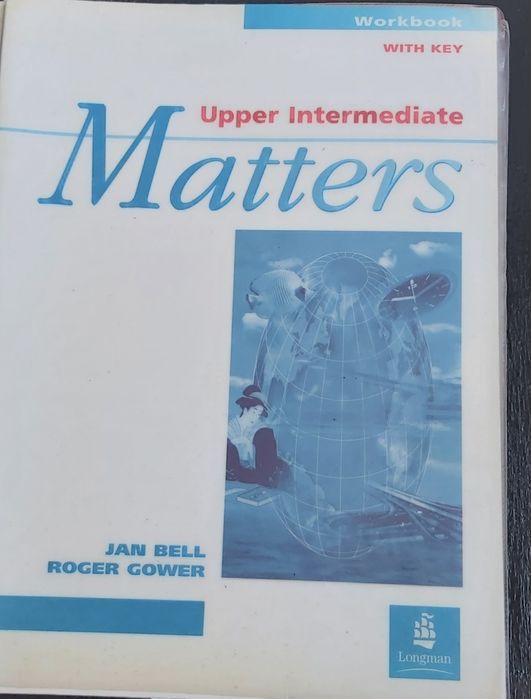 Workbook
WITH KEY
Upper Intermediate
Matters
JAN BELL
ROGER GOWER
Longman